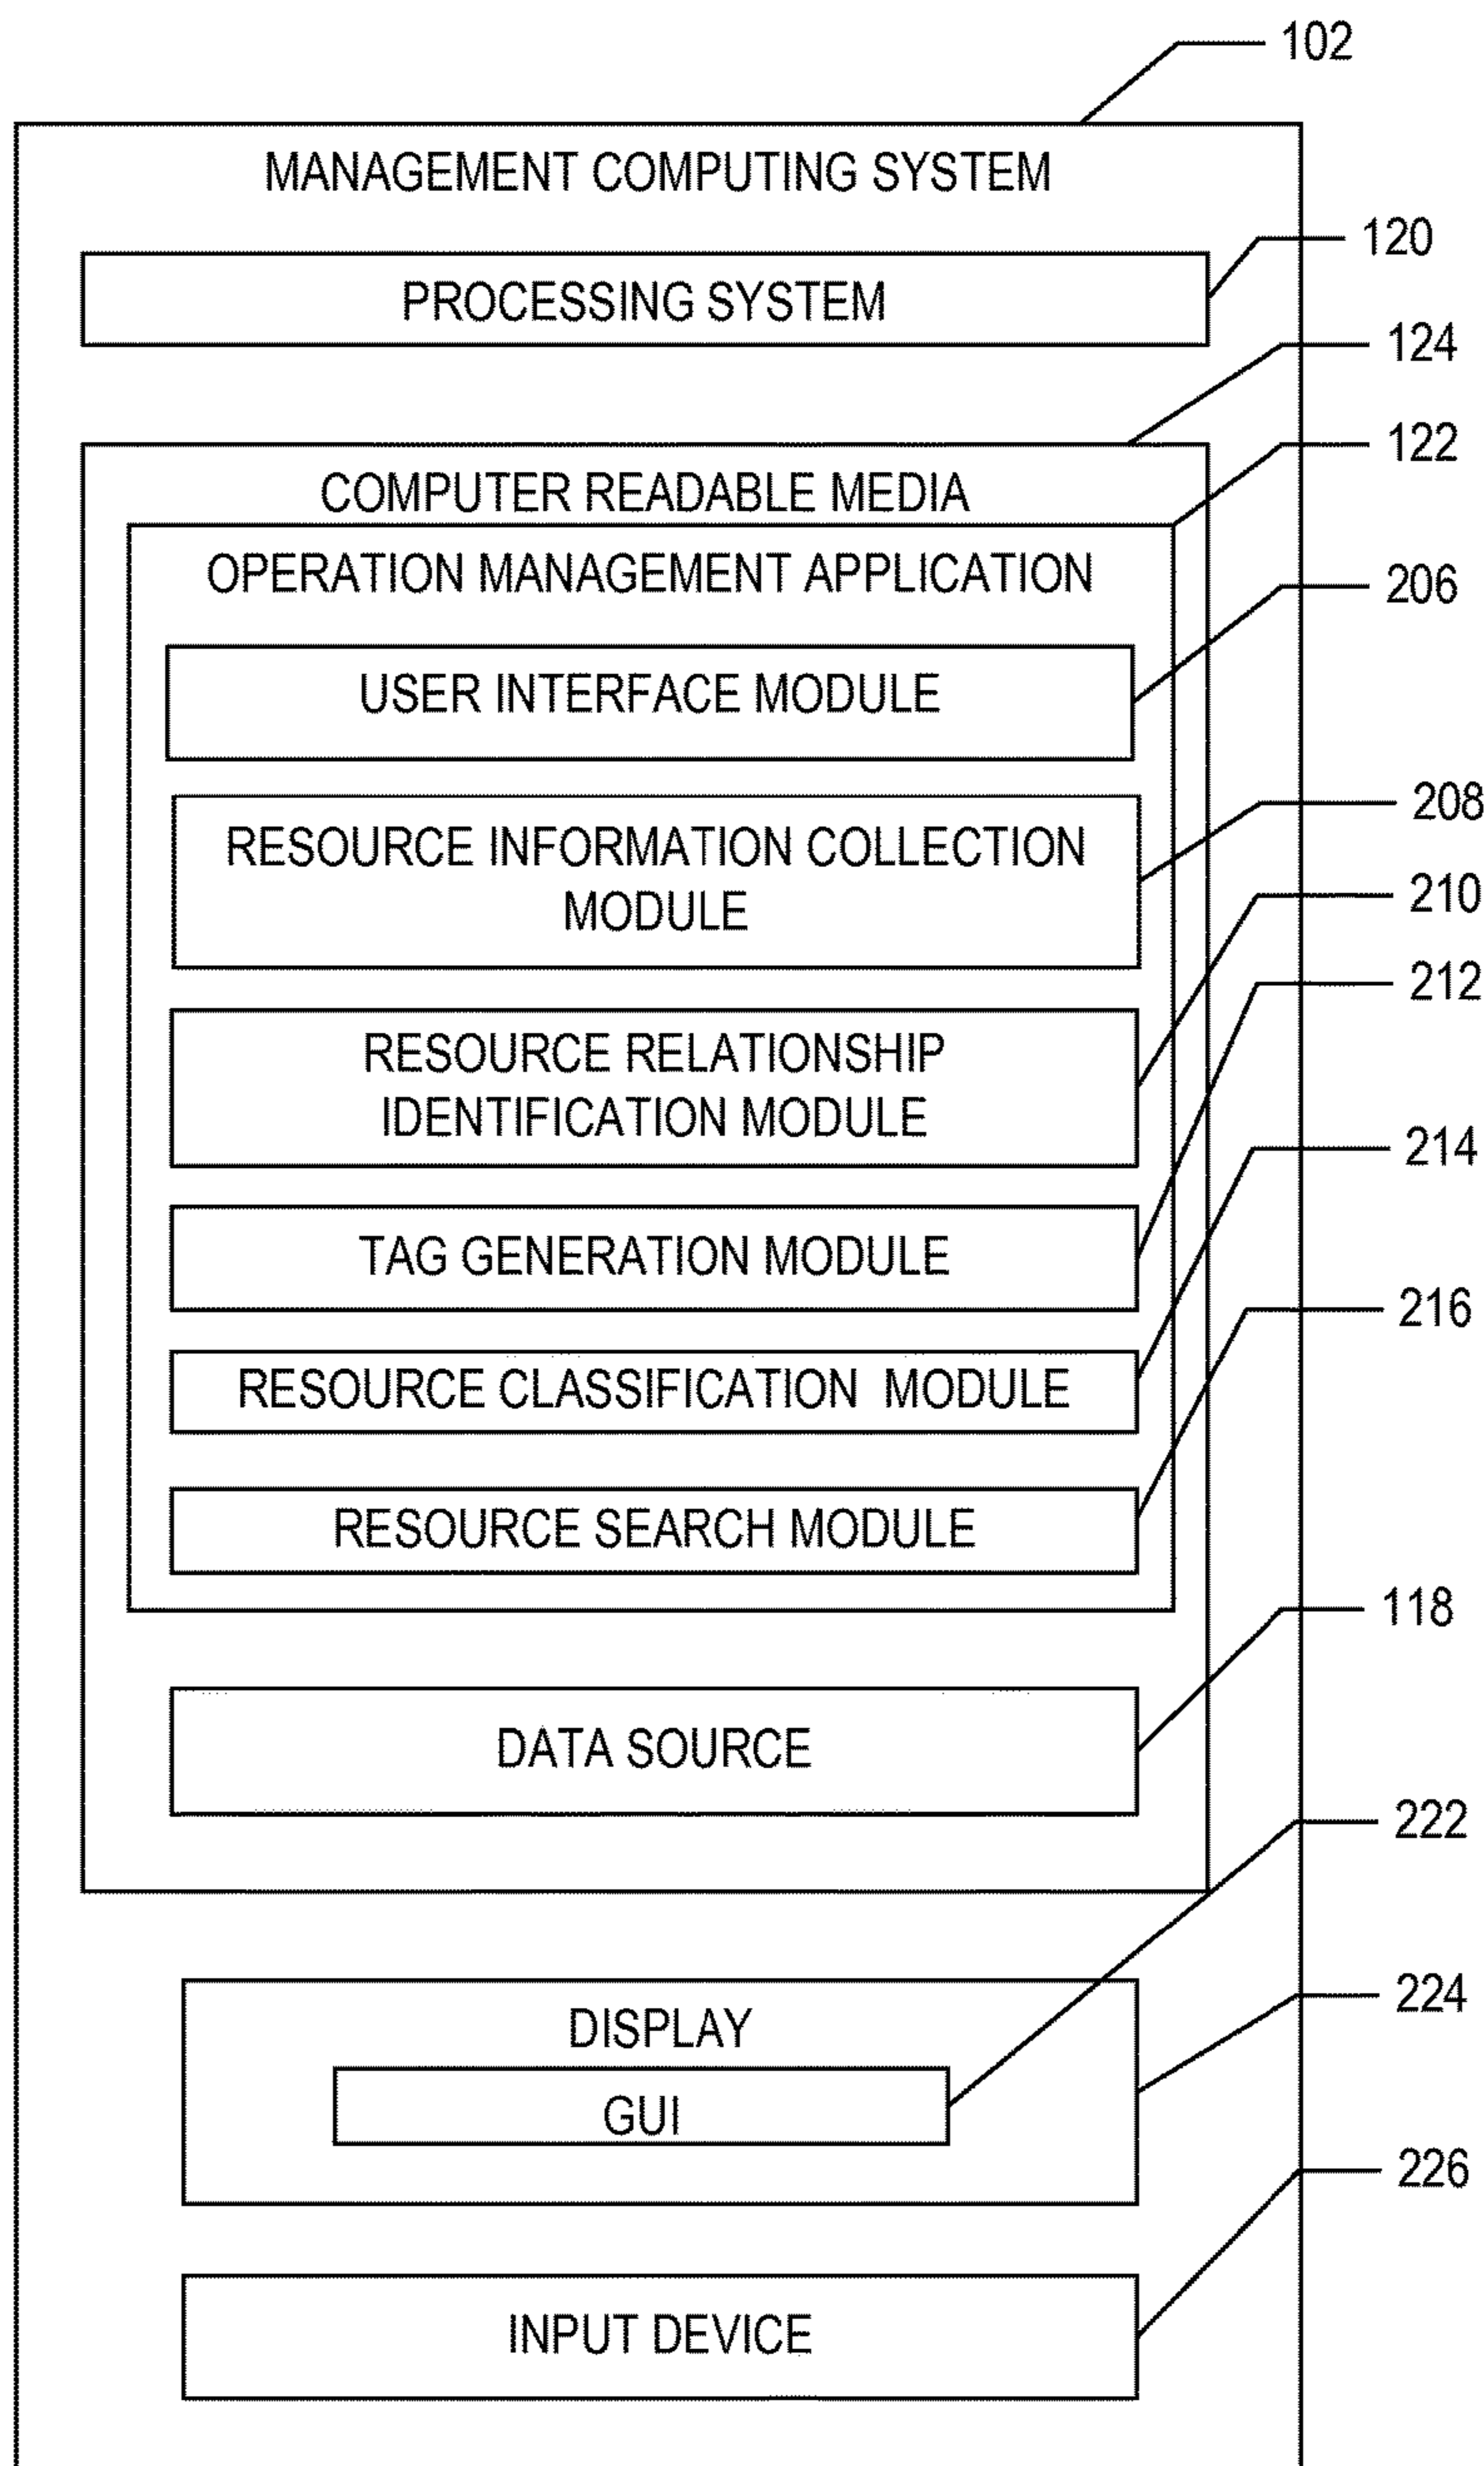 102
MANAGEMENT COMPUTING SYSTEM
120
PROCESSING SYSTEM
124
122
COMPUTER READABLE MEDIA
OPERATION MANAGEMENT APPLICATION
206
USER INTERFACE MODULE
208
RESOURCE INFORMATION COLLECTION
MODULE
210
212
RESOURCE RELATIONSHIP
IDENTIFICATION MODULE
214
TAG GENERATION MODULE
216
RESOURCE CLASSIFICATION MODULE
RESOURCE SEARCH MODULE
118
DATA SOURCE
222
224
DISPLAY
GUI
226
INPUT DEVICE